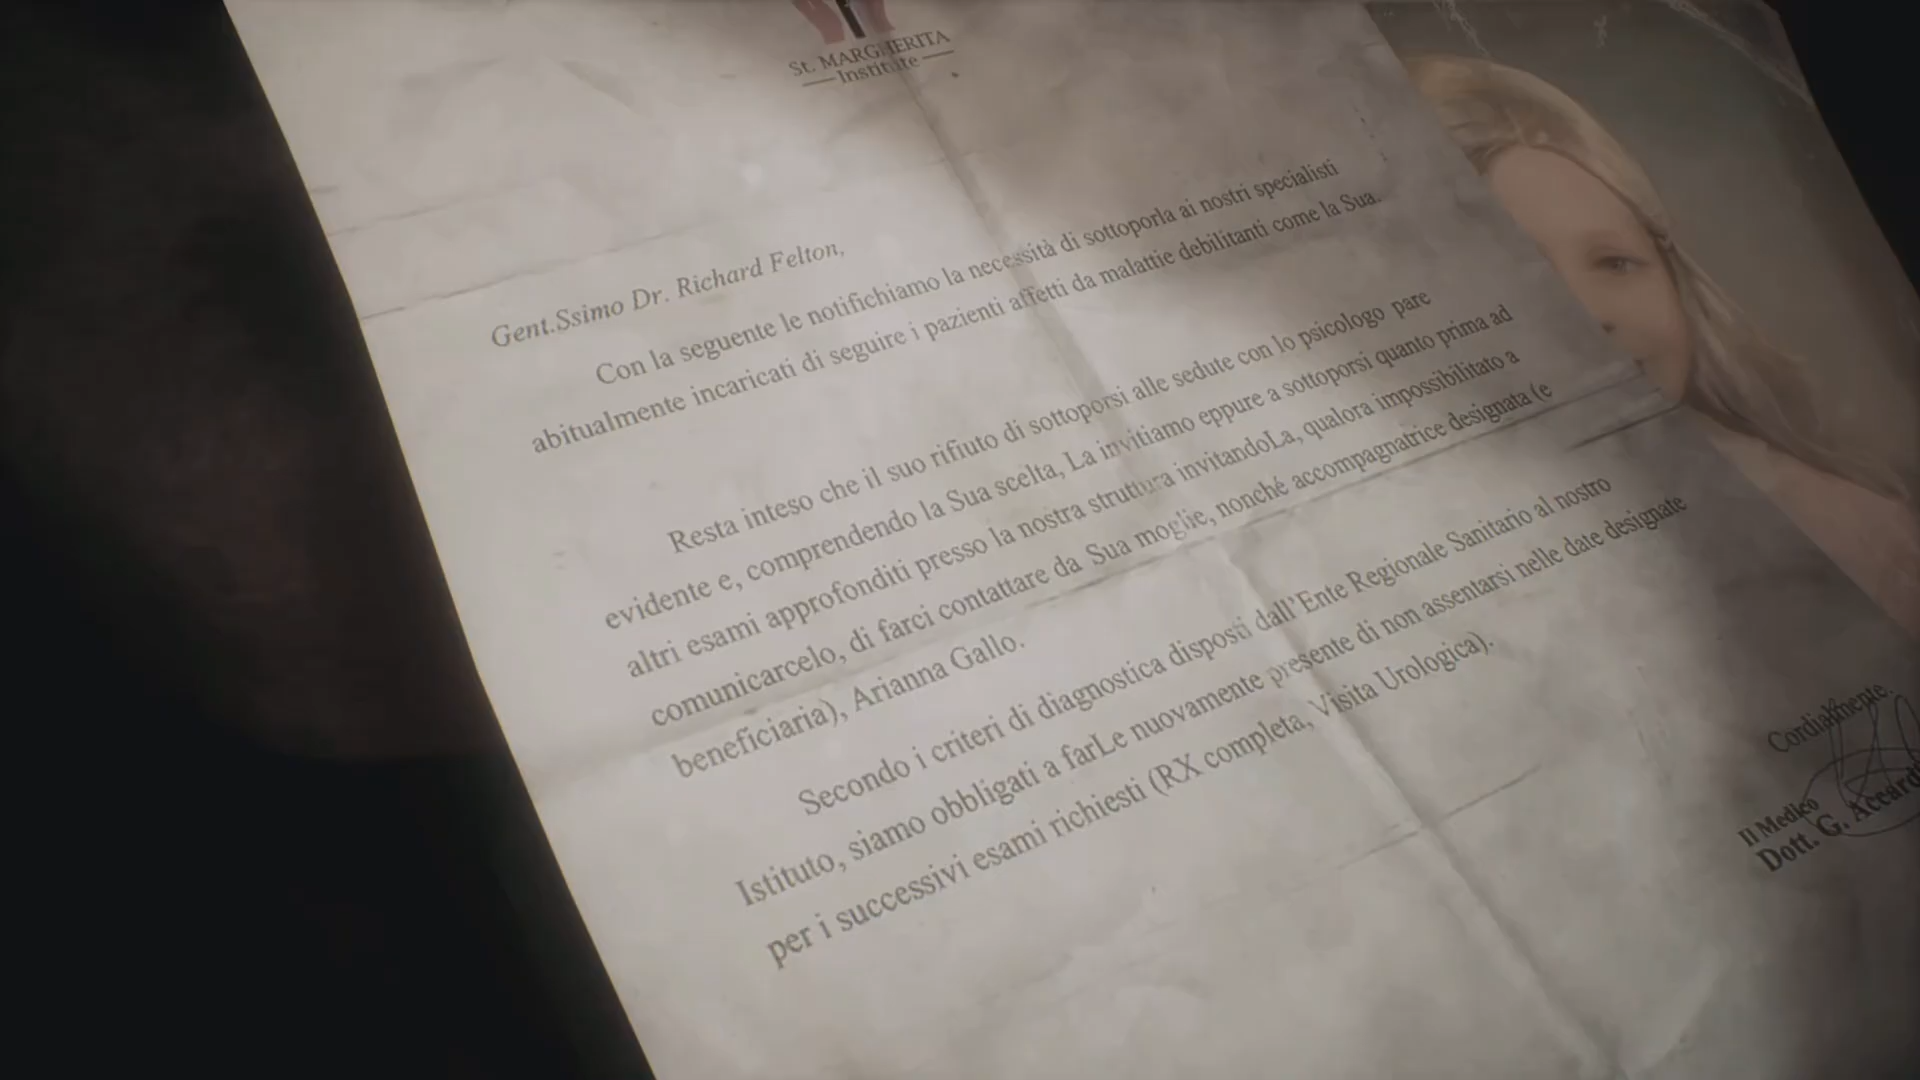 St. MARGHERITA
Institute
Gent.Ssimo Dr. Richard Felton,
Con la seguente le notifichiamo la necessità di sottoporla ai nostri specialisti
abitualmente incaricati di seguire i pazienti affetti da malattie debilitanti come la Sua.
Resta inteso che il suo rifiuto di sottoporsi alle sedute con lo psicologo pare
evidente e, comprendendo la Sua scelta, La invitiamo eppure a sottoporsi quanto prima ad
altri esami approfonditi presso la nostra struttura invitandoLa, qualora impossibilitato a
comunicarcelo, di farci contattare da Sua moglie, nonché accompagnatrice designata (e
beneficiaria), Arianna Gallo.
Secondo i criteri di diagnostica disposti dall'Ente Regionale Sanitario al nostro
Istituto, siamo obbligati a farLe nuovamente presente di non assentarsi nelle date designate
per i successivi esami richiesti (RX completa, Visita Urologica).
Cordialmente.
Il Medico
Dott. G. Accardi